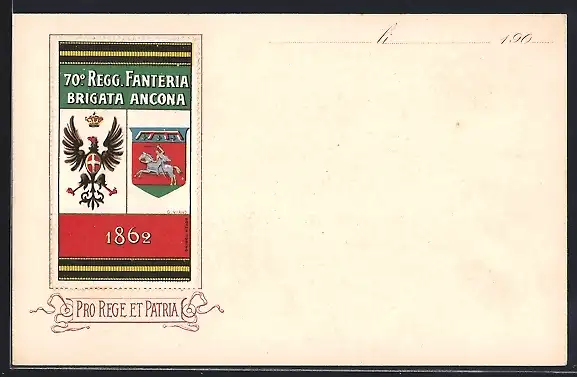 70º REGG. FANTERIA
BRIGATA ANCONA
1862
PRO REGE ET PATRIA
li 190